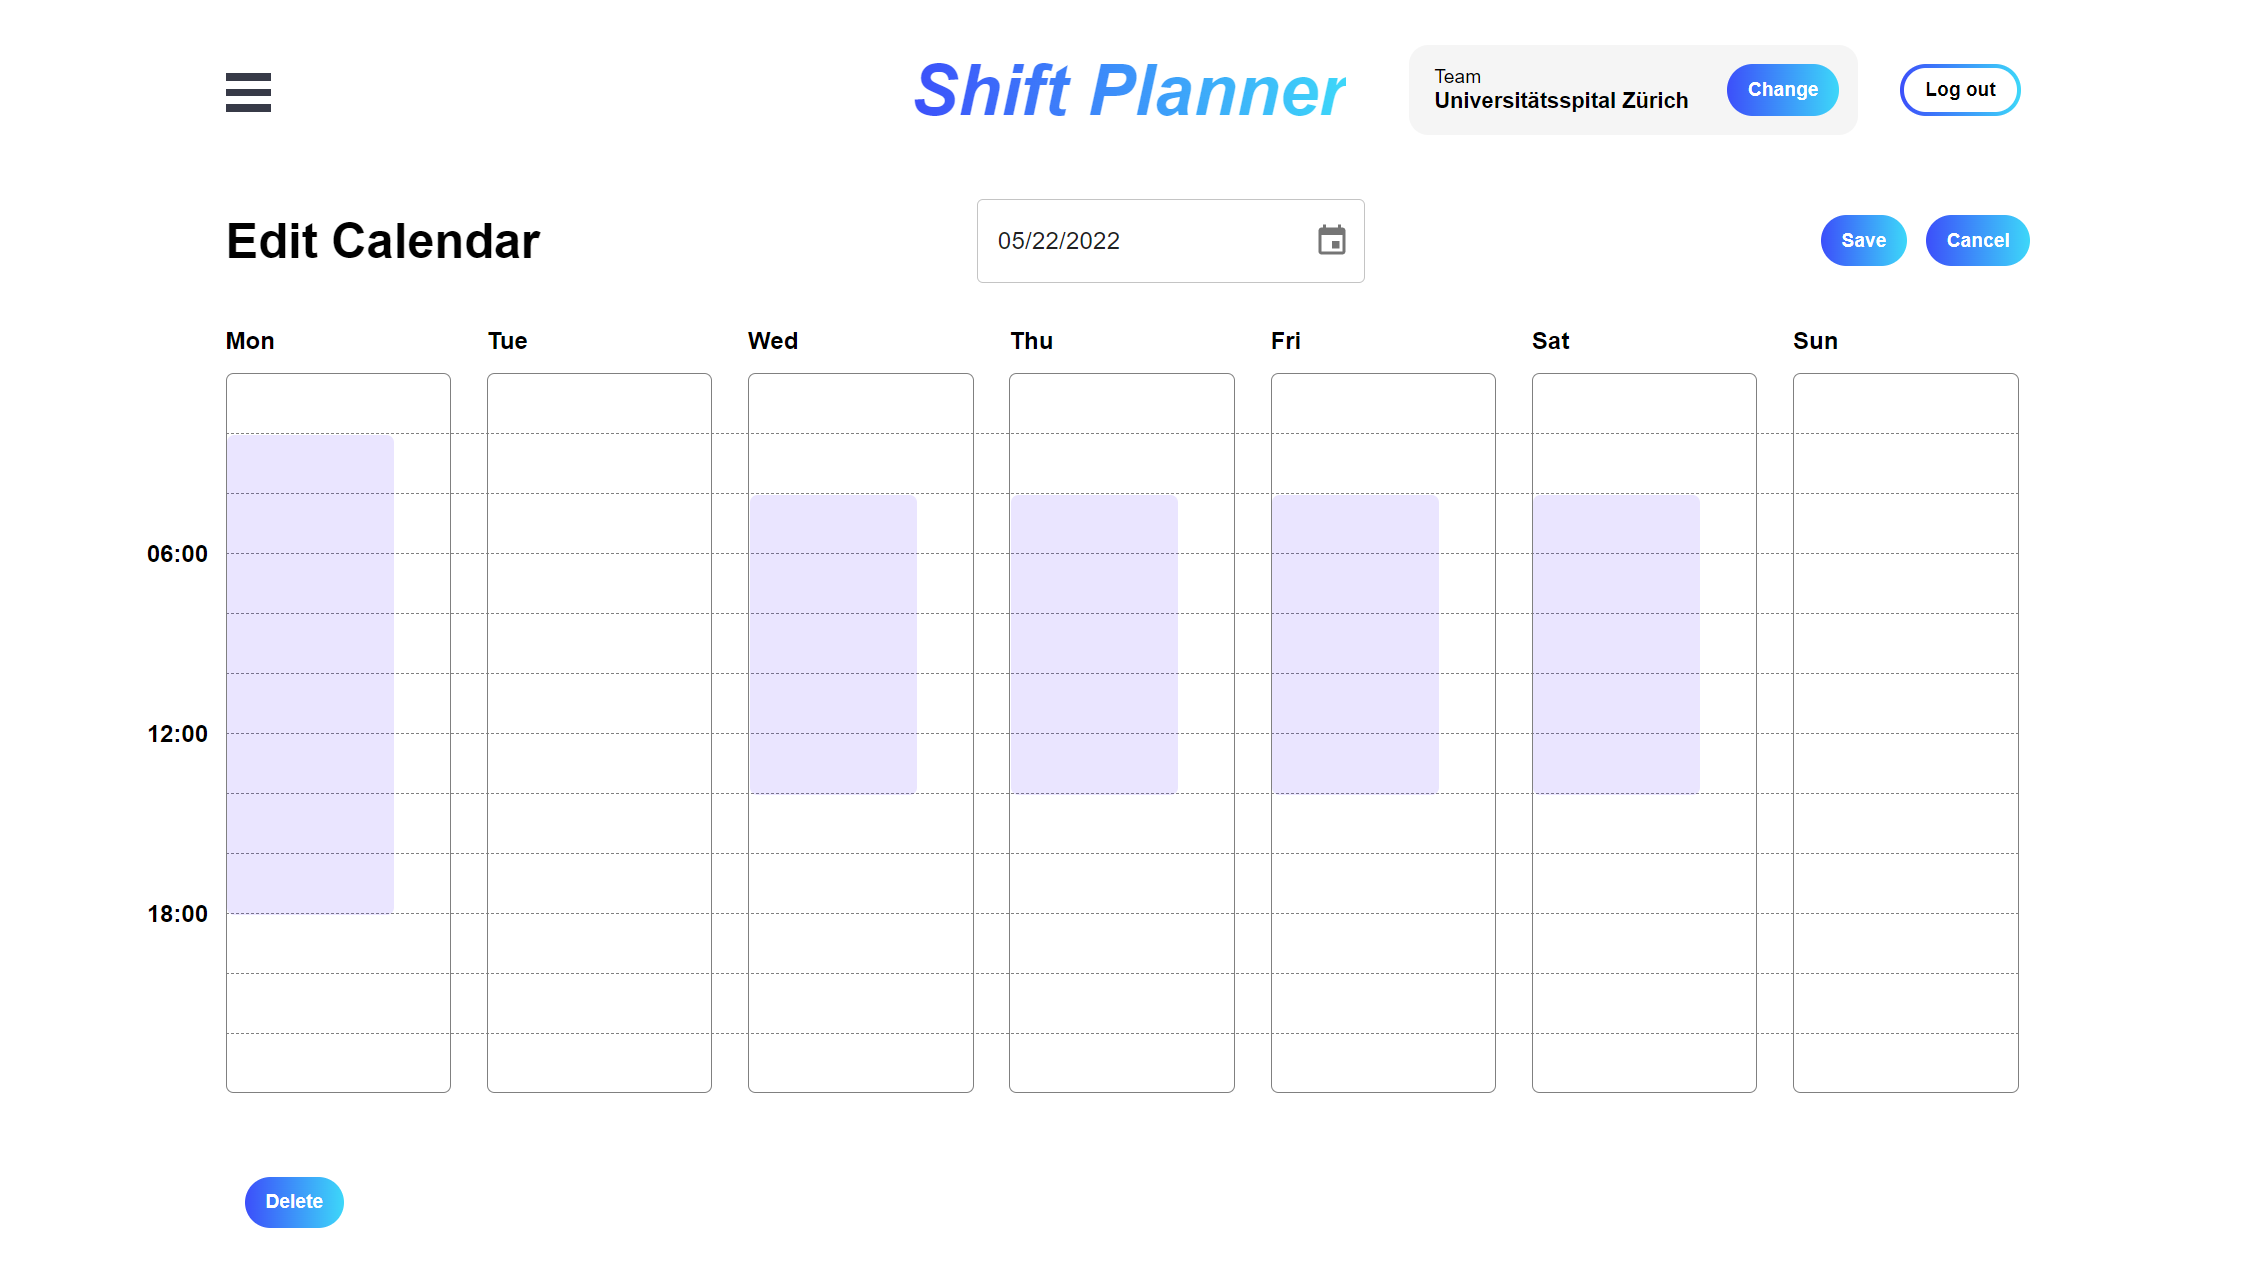 Shift Planner
Team
Universitätsspital Zürich
Change
Log out
Edit Calendar
05/22/2022
Save
Cancel
Mon Tue Wed Thu Fri Sat Sun
06:00
12:00
18:00
Delete